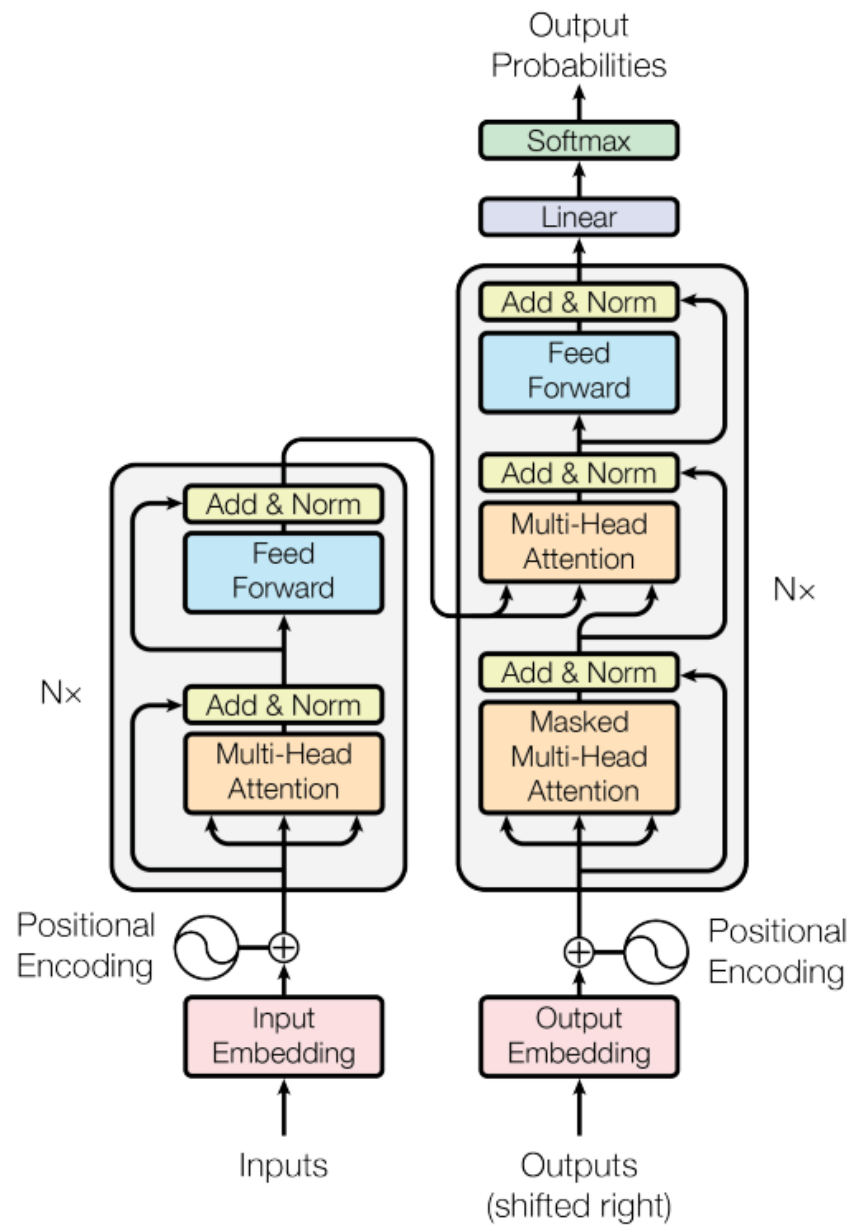 Output
Probabilities
Softmax
Linear
Add & Norm
Feed
Forward
Add & Norm
Multi-Head
Attention
Add & Norm
Masked
Multi-Head
Attention
N×
Add & Norm
Feed
Forward
Add & Norm
Multi-Head
Attention
N×
Positional
Encoding
Positional
Encoding
Input
Embedding
Output
Embedding
Inputs
Outputs
(shifted right)